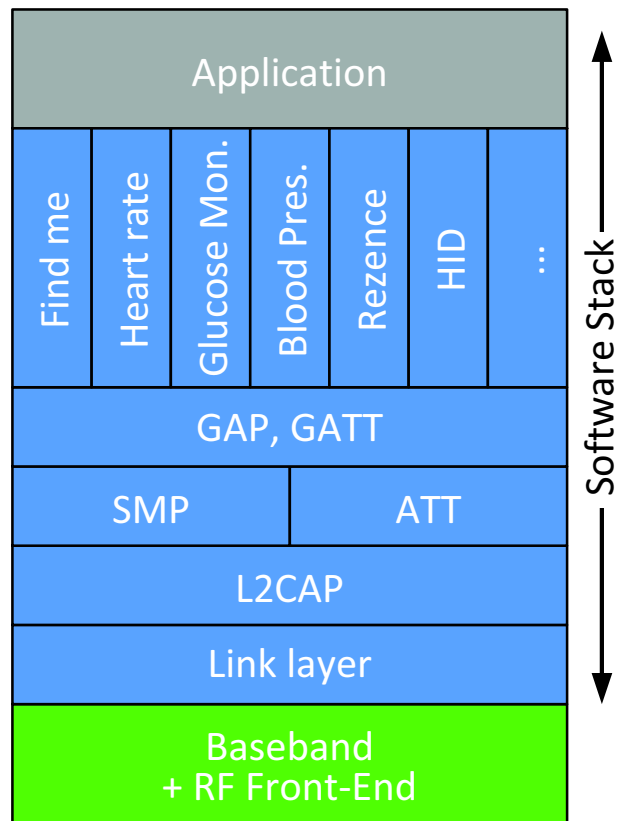 Application
Find me
Heart rate
Glucose Mon.
Blood Pres.
Rezence
HID
...
GAP, GATT
SMP
ATT
L2CAP
Link layer
Baseband
+ RF Front-End
Software Stack